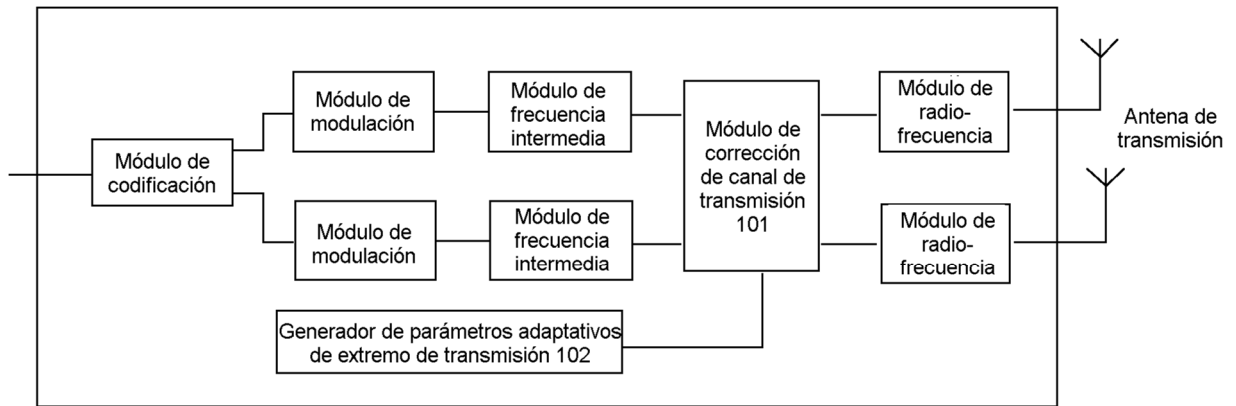 Módulo de
codificación
Módulo de
modulación
Módulo de
frecuencia
intermedia
Módulo de
corrección
de canal de
transmisión
101
Módulo de
radio-
frecuencia
Antena de
transmisión
Módulo de
modulación
Módulo de
frecuencia
intermedia
Módulo de
radio-
frecuencia
Generador de parámetros adaptativos
de extremo de transmisión 102